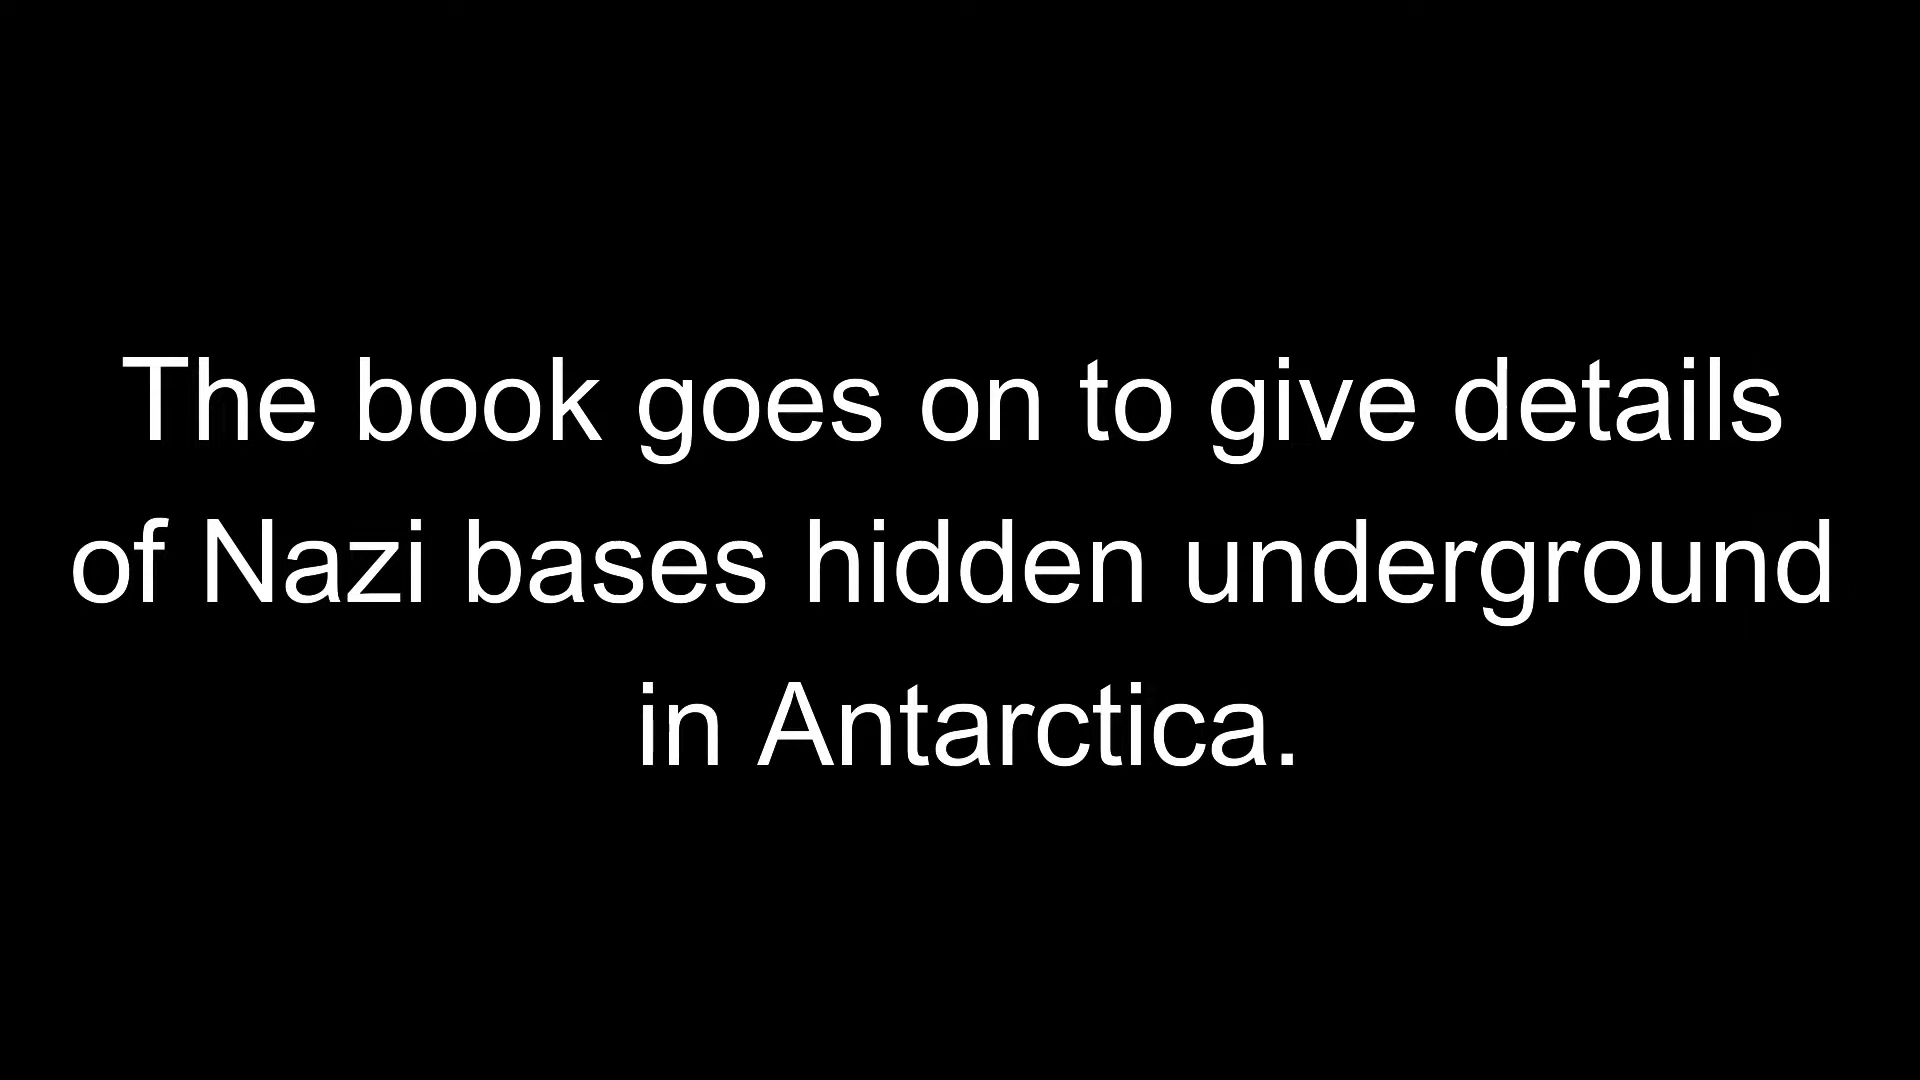 The book goes on to give details
of Nazi bases hidden underground
in Antarctica.